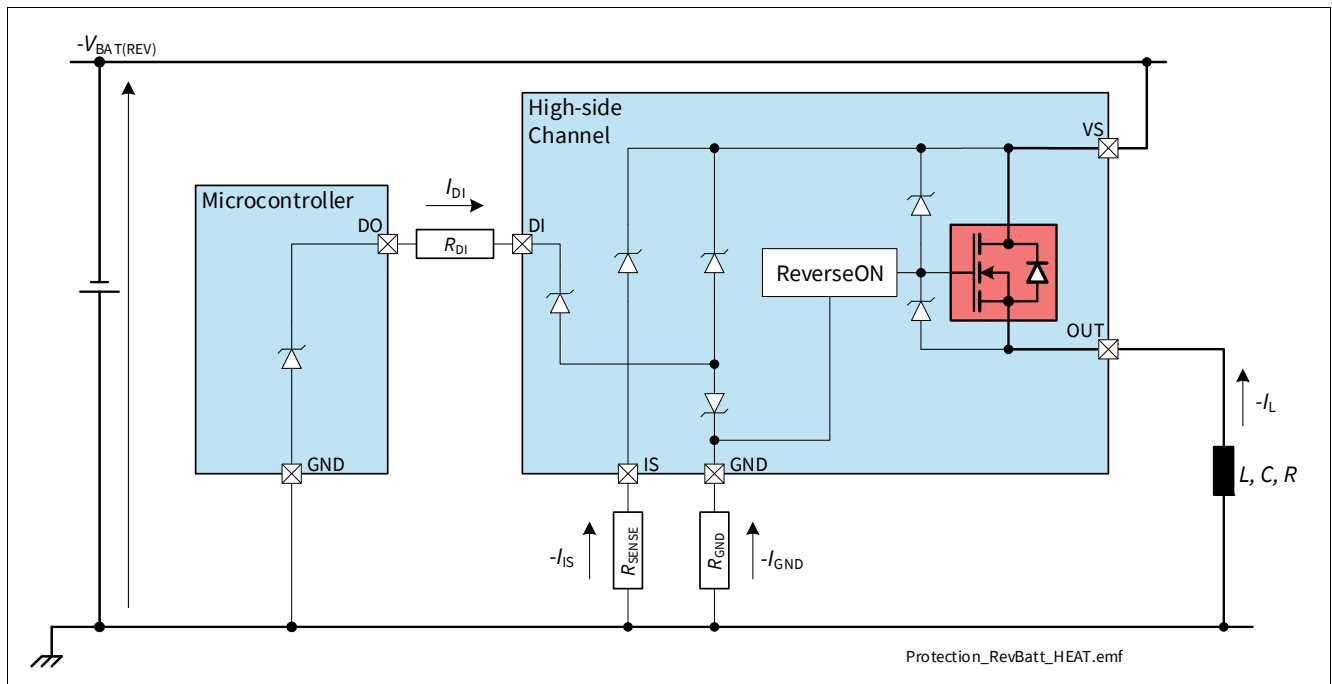 -VBAT(REV)
High-side
Channel
VS
Microcontroller
IDI
DO
RDI
DI
ReverseON
OUT
-IL
GND
IS
GND
L, C, R
-IIS
RSENSE
RGND
-IGND
Protection_RevBatt_HEAT.emf